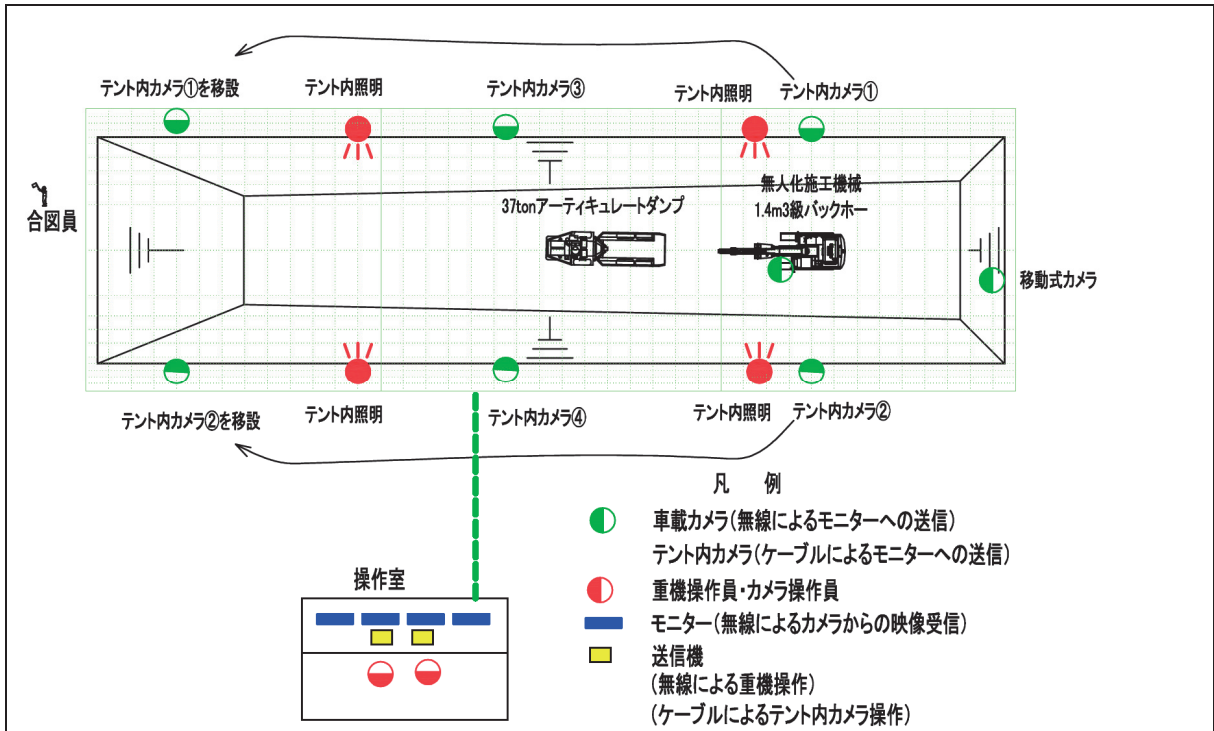 テント内カメラ①を移設
テント内照明
テント内カメラ③
テント内照明
テント内カメラ①
合図員
37tonアーティキュレートダンプ
無人化施工機械
1.4m3級バックホー
移動式カメラ
テント内カメラ②を移設
テント内照明
テント内カメラ④
テント内照明
テント内カメラ②
凡 例
車載カメラ(無線によるモニターへの送信)
テント内カメラ(ケーブルによるモニターへの送信)
重機操作員・カメラ操作員
モニター(無線によるカメラからの映像受信)
送信機
(無線による重機操作)
(ケーブルによるテント内カメラ操作)
操作室